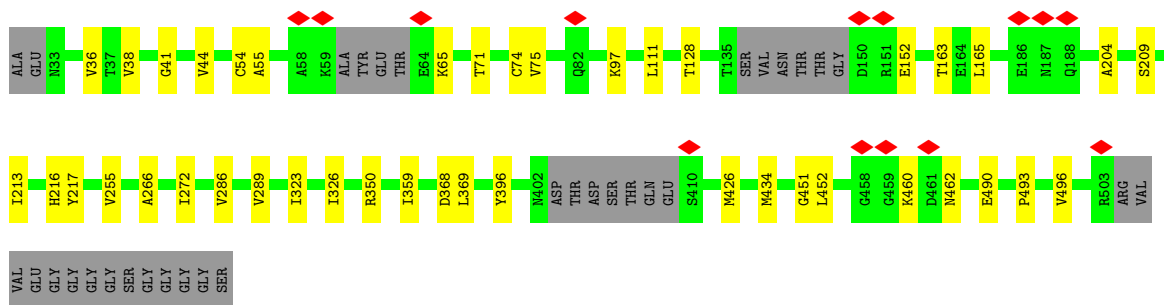 ALA GLU N33 V36 T37 V38 G41 V44 C54 A55 A58 K59 ALA TYR GLU THR E64 K65 T71 C74 V75 Q82 K97 L111 T128 T135 SER VAL ASN THR THR GLY D150 R151 E152 T163 E164 L165 E186 N187 Q188 A204 S209
I213 H216 Y217 V255 A266 I272 V286 V289 I323 I326 R350 I359 D368 L369 Y396 N402 ASP THR ASP SER THR GLN GLU S410 M426 M434 G451 L452 G458 G459 K460 D461 N462 E490 P493 V496 R503 ARG VAL
VAL GLU GLY GLY GLY SER GLY GLY GLY GLY SER